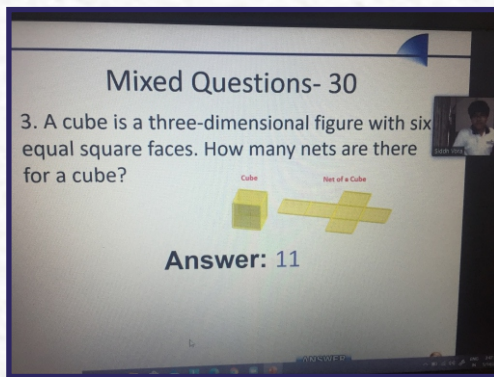 Mixed Questions- 30
3. A cube is a three-dimensional figure with six
equal square faces. How many nets are there
for a cube?
Cube
Net of a Cube
Answer: 11
ANSWER